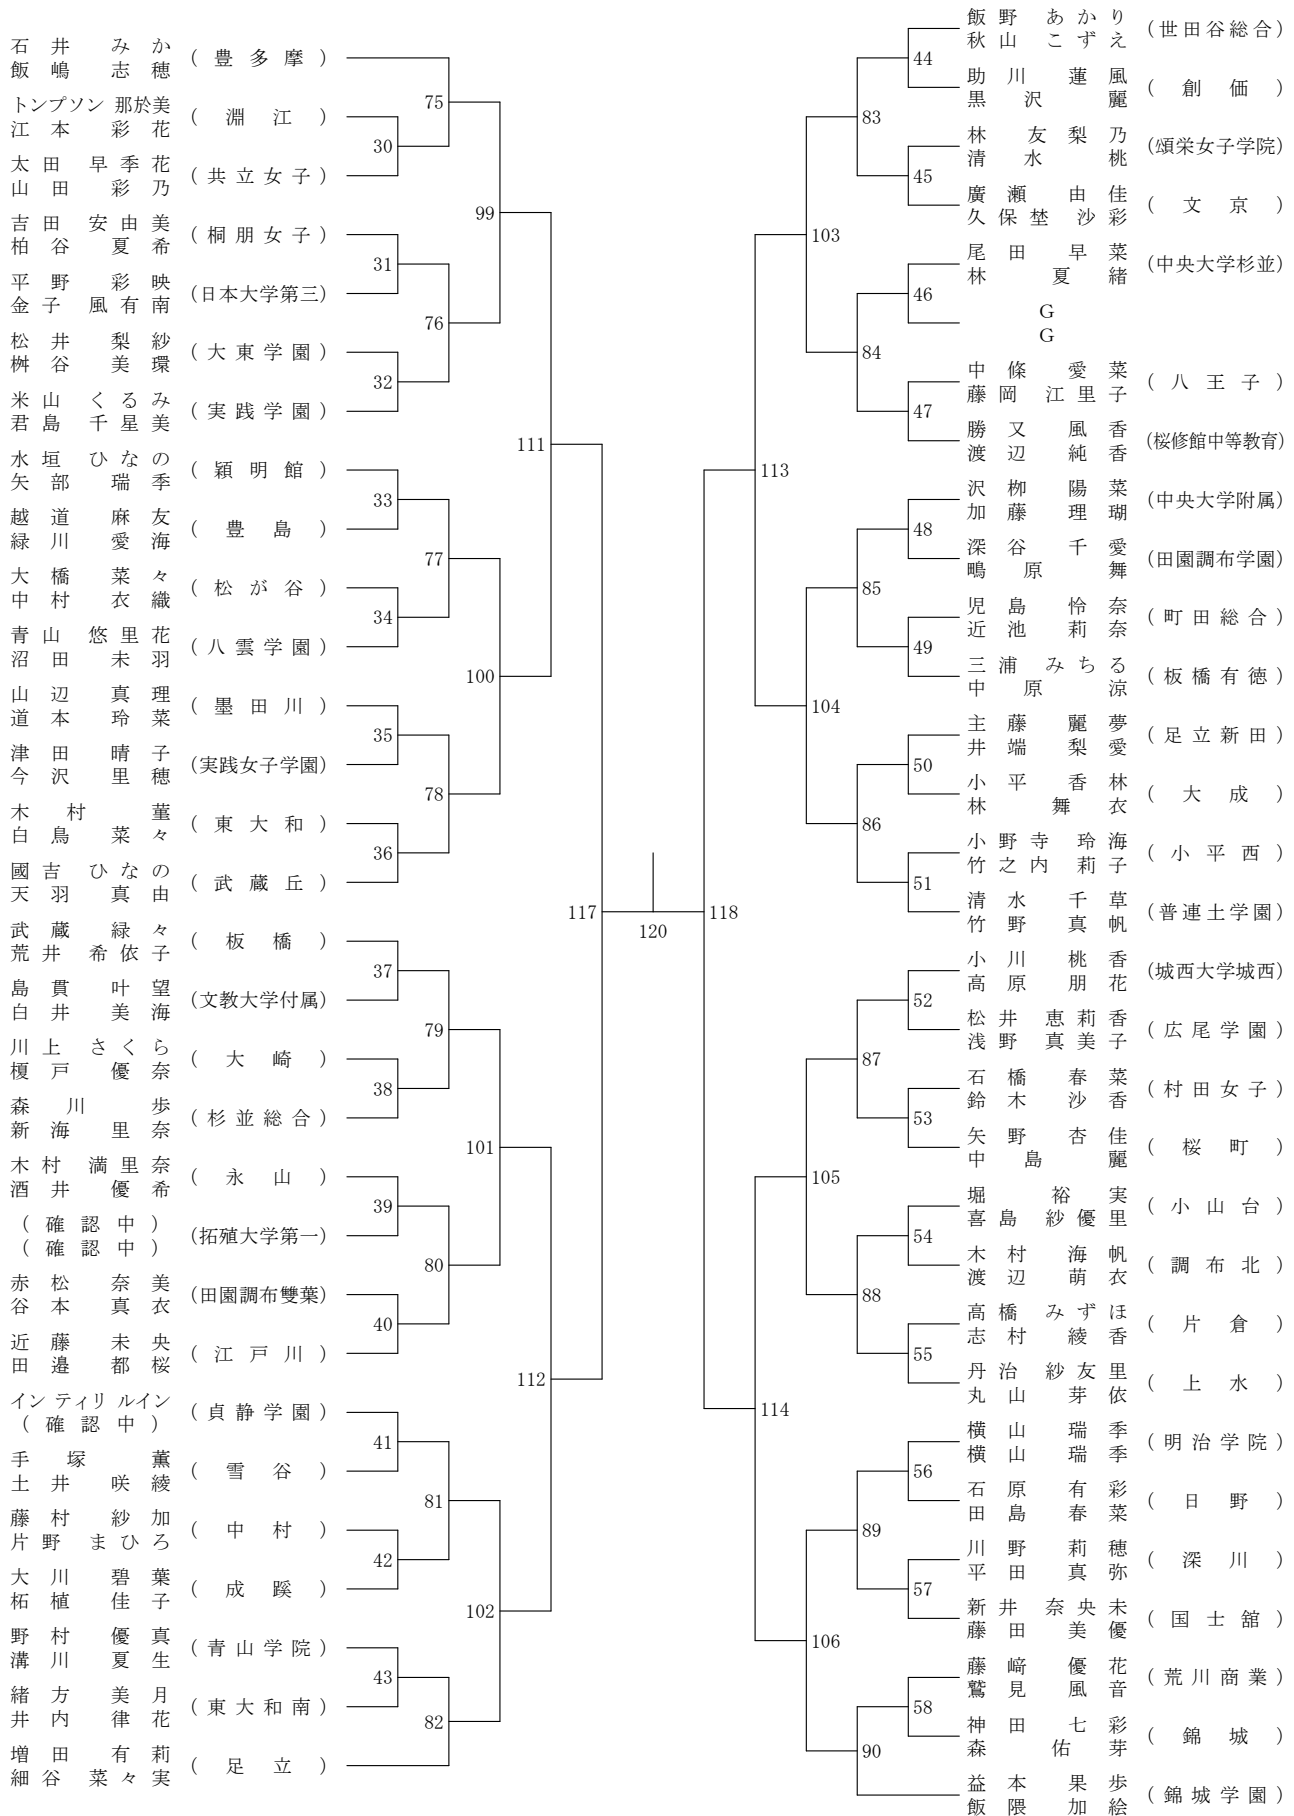 石井 みか
飯嶋 志穂
(豊多摩)
トンプソン 那於美
江本 彩花
(淵江)
太田 早季花
山田 彩乃
(共立女子)
吉田 安由美
柏谷 夏希
(桐朋女子)
平野 彩映
金子 風有南
(日本大学第三)
松井 梨紗
桝谷 美環
(大東学園)
米山 くるみ
君島 千星美
(実践学園)
水垣 ひなの
矢部 瑞季
(穎明館)
越道 麻友
緑川 愛海
(豊島)
大橋 菜々
中村 衣織
(松が谷)
青山 悠里花
沼田 未羽
(八雲学園)
山辺 真理
道本 玲菜
(墨田川)
津田 晴子
今沢 里穂
(実践女子学園)
木村 菫
白鳥 菜々
(東大和)
國吉 ひなの
天羽 真由
(武蔵丘)
武蔵 緑々
荒井 希依子
(板橋)
島貫 叶望
白井 美海
(文教大学付属)
川上 さくら
榎戸 優奈
(大崎)
森川 歩
新海 里奈
(杉並総合)
木村 満里奈
酒井 優希
(永山)
(確認中)
(確認中)
(拓殖大学第一)
赤松 奈美
谷本 真衣
(田園調布雙葉)
近藤 未央
田邉 都桜
(江戸川)
イン ティリ ルイン
(確認中)
(貞静学園)
手塚 薫
土井 咲綾
(雪谷)
藤村 紗加
片野 まひろ
(中村)
大川 碧葉
柘植 佳子
(成蹊)
野村 優真
溝川 夏生
(青山学院)
緒方 美月
井内 律花
(東大和南)
増田 有莉
細谷 菜々実
(足立)
30
31
32
33
34
35
36
37
38
39
40
41
42
43
75
76
77
78
79
80
81
82
99
100
101
102
111
112
117
120
118
113
114
103
104
105
106
83
84
85
86
87
88
89
90
44
45
46
47
48
49
50
51
52
53
54
55
56
57
58
飯野 あかり
秋山 こずえ
(世田谷総合)
助川 蓮風
黒沢 麗
(創価)
林 友梨乃
清水 桃
(頌栄女子学院)
廣瀬 由佳
久保埜 沙彩
(文京)
尾田 早菜
林 夏緒
(中央大学杉並)
G
G
中條 愛菜
藤岡 江里子
(八王子)
勝又 風香
渡辺 純香
(桜修館中等教育)
沢栁 陽菜
加藤 理瑚
(中央大学附属)
深谷 千愛
鴫原 舞
(田園調布学園)
児島 怜奈
近池 莉奈
(町田総合)
三浦 みちる
中原 涼
(板橋有徳)
主藤 麗夢
井端 梨愛
(足立新田)
小平 香林
林 舞衣
(大成)
小野寺 玲海
竹之内 莉子
(小平西)
清水 千草
竹野 真帆
(普連土学園)
小川 桃香
高原 朋花
(城西大学城西)
松井 恵莉香
浅野 真美子
(広尾学園)
石橋 春菜
鈴木 沙香
(村田女子)
矢野 杏佳
中島 麗
(桜町)
堀 裕実
喜島 紗優里
(小山台)
木村 海帆
渡辺 萌衣
(調布北)
高橋 みずほ
志村 綾香
(片倉)
丹治 紗友里
丸山 芽依
(上水)
横山 瑞季
横山 瑞季
(明治学院)
石原 有彩
田島 春菜
(日野)
川野 莉穂
平田 真弥
(深川)
新井 奈央未
藤田 美優
(国士舘)
藤﨑 優花
鷲見 風音
(荒川商業)
神田 七彩
森 佑芽
(錦城)
益本 果歩
飯隈 加絵
(錦城学園)